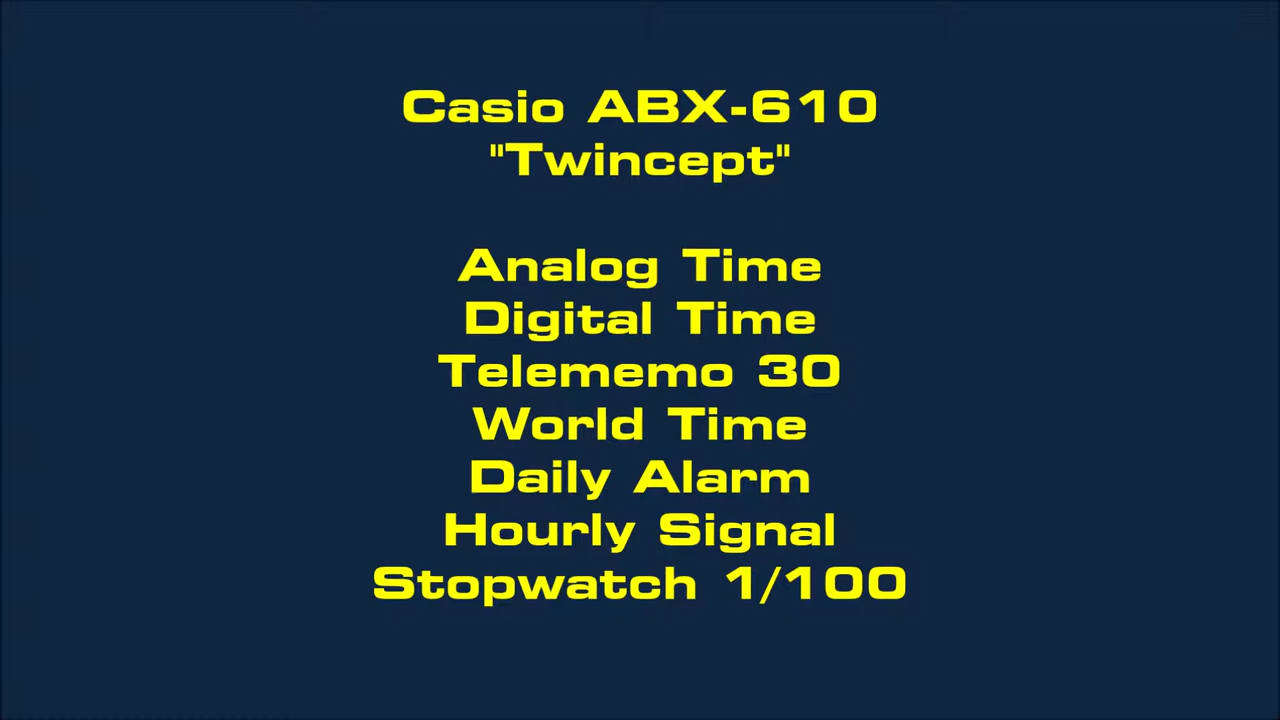 Casio ABX-610
"Twincept"
Analog Time
Digital Time
Telememo 30
World Time
Daily Alarm
Hourly Signal
Stopwatch 1/100